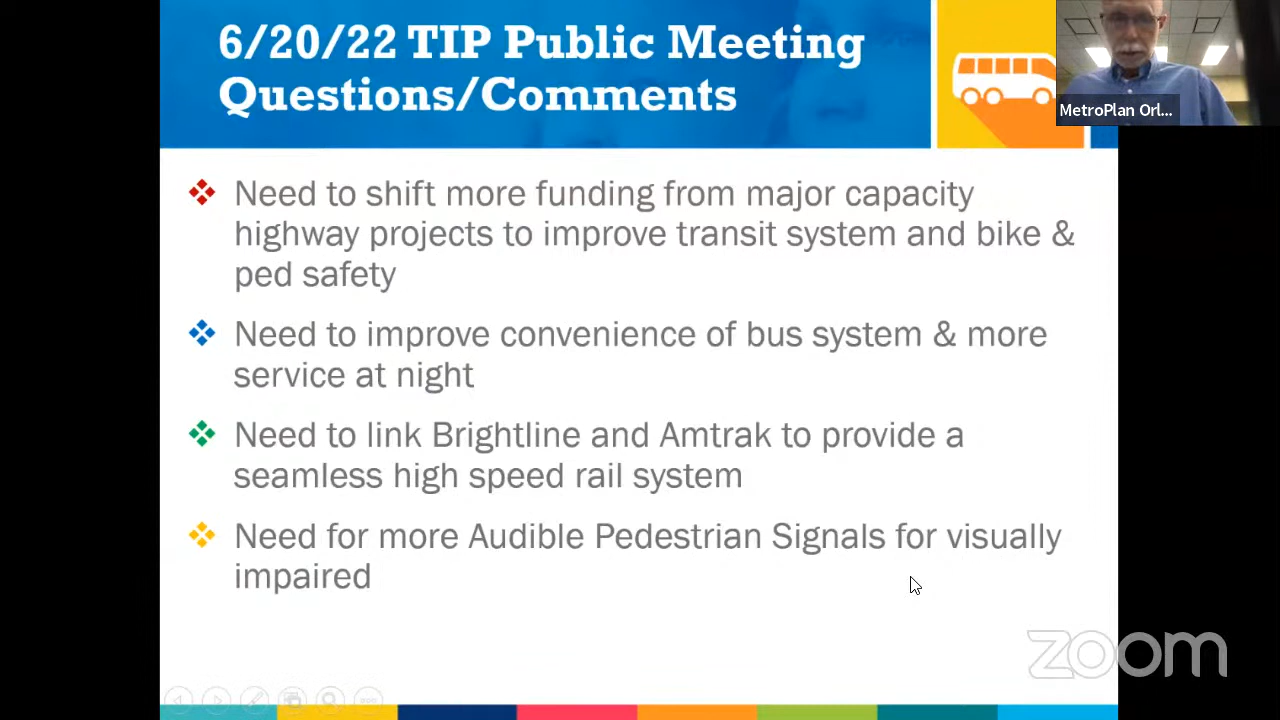 6/20/22 TIP Public Meeting
Questions/Comments
MetroPlan Orl...
Need to shift more funding from major capacity
highway projects to improve transit system and bike &
ped safety
Need to improve convenience of bus system & more
service at night
Need to link Brightline and Amtrak to provide a
seamless high speed rail system
Need for more Audible Pedestrian Signals for visually
impaired
zoom